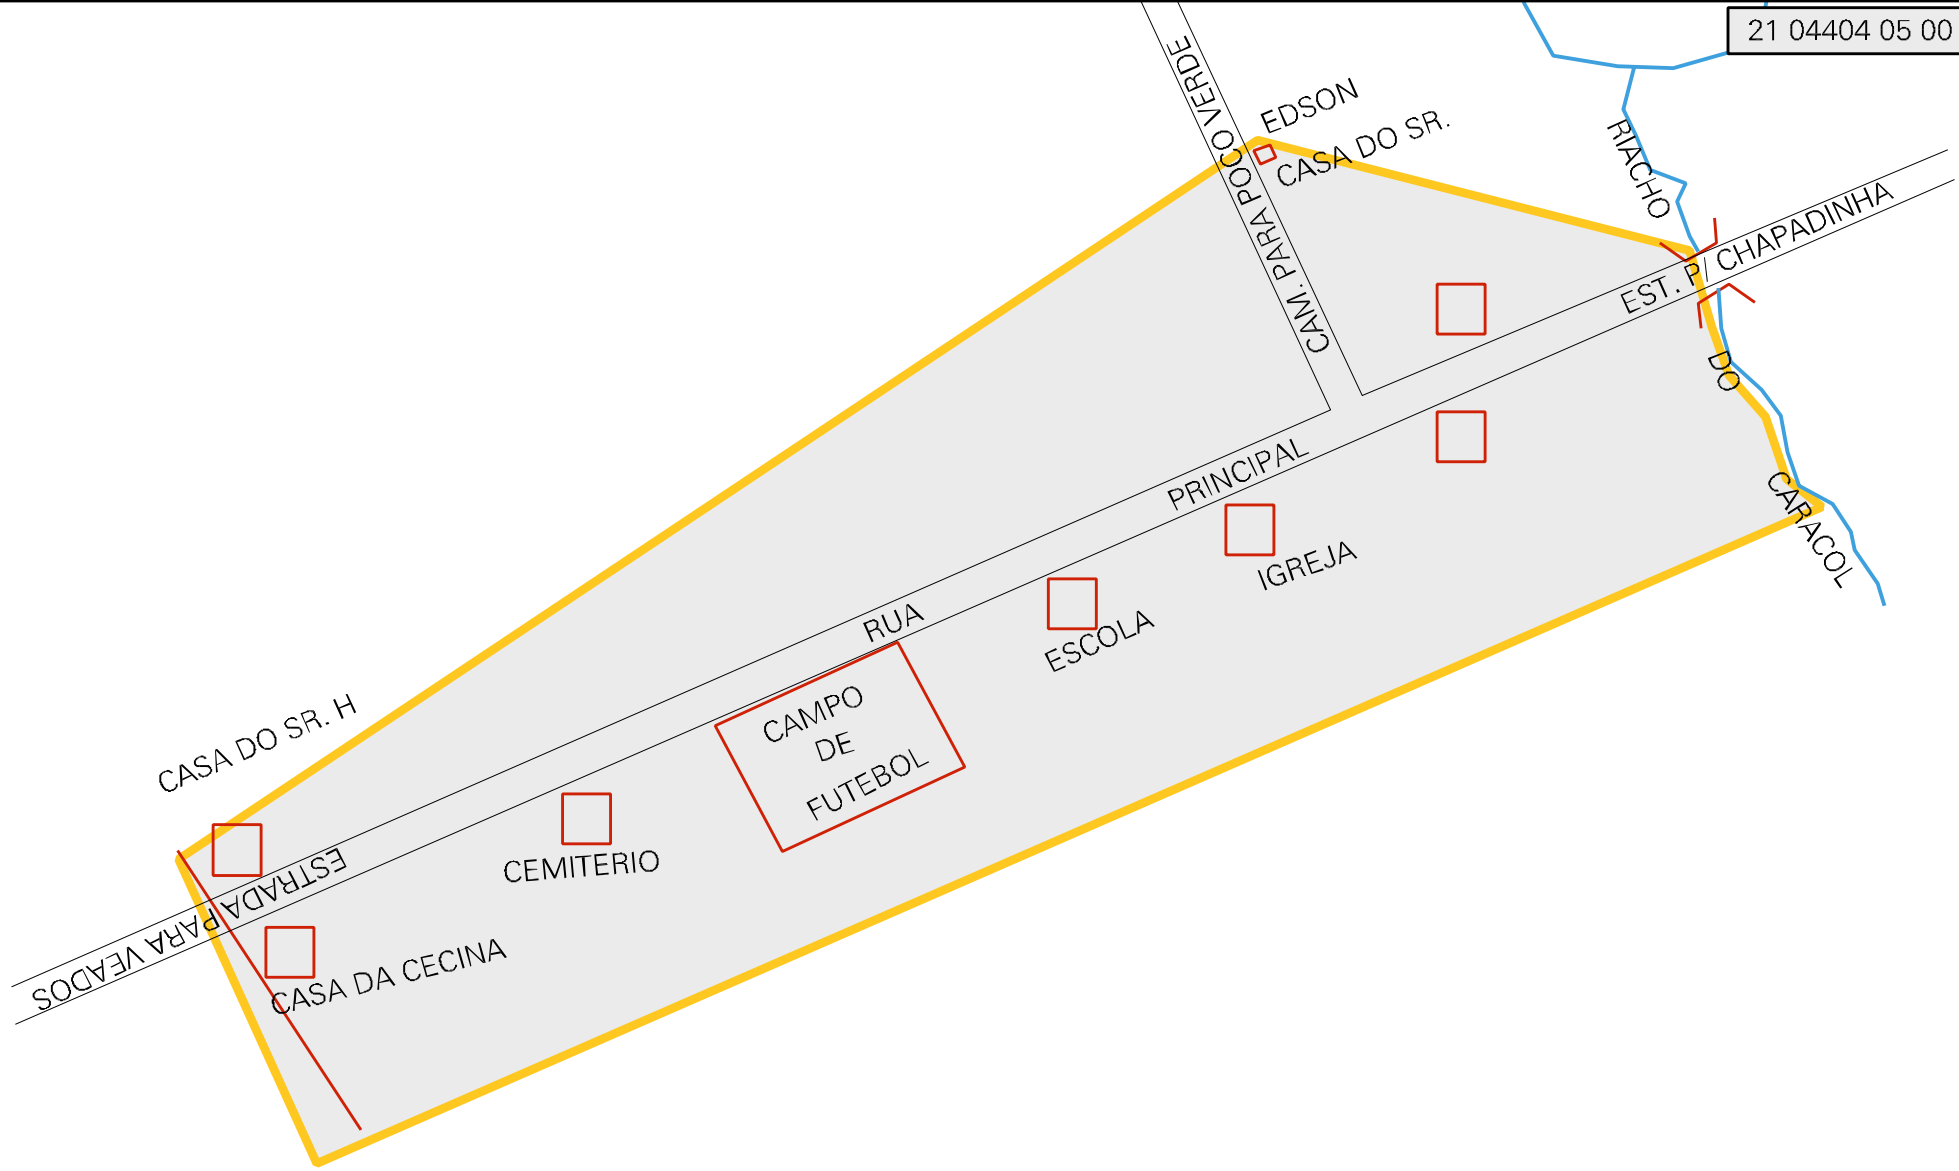 21 04404 05 00
CAM. PARA POÇO VERDE
EDSON
CASA DO SR.
RIACHO
DO
CARACOL
EST. P/ CHAPADINHA
PRINCIPAL
RUA
IGREJA
ESCOLA
CAMPO
DE
FUTEBOL
CASA DO SR. H
CEMITERIO
ESTRADA PARA VEADOS
CASA DA CECINA